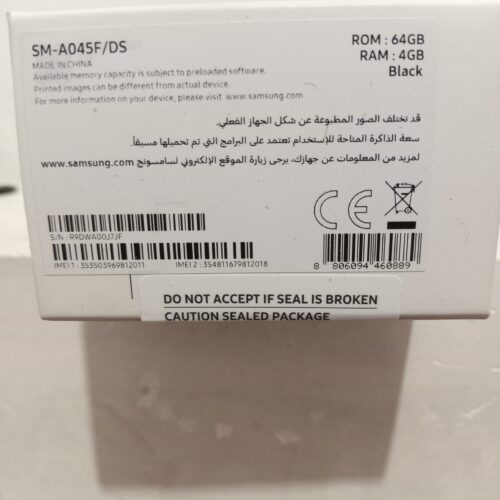 SM-A045F/DS
MADE IN CHINA
Available memory capacity is subject to preloaded software.
Printed images can be different from actual device.
For more information on your device, please visit www.samsung.com
ROM : 64GB
RAM : 4GB
Black
قد تختلف الصور المطبوعة عن شكل الجهاز الفعلي.
سعة الذاكرة المتاحة للإستخدام تعتمد على البرامج التي تم تحميلها مسبقاً.
لمزيد من المعلومات عن جهازك، يرجى زيارة الموقع الإلكتروني لسامسونج www.samsung.com
S/N : R9DWA00J7JF
CE
IMEI 1 : 353503969812011
IMEI 2 : 354811679812018
8 806094 460889
DO NOT ACCEPT IF SEAL IS BROKEN
CAUTION SEALED PACKAGE